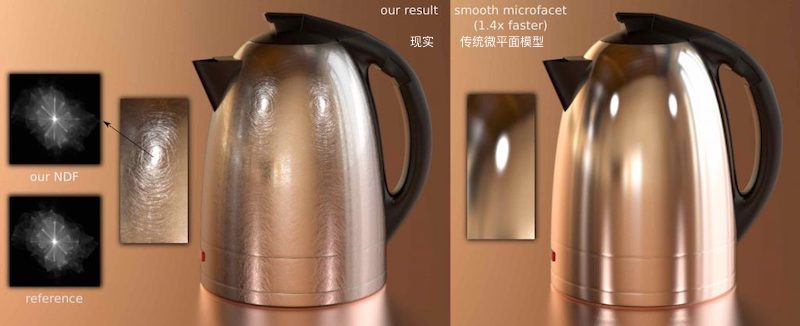 our result
现实
smooth microfacet
(1.4x faster)
传统微平面模型
our NDF
reference